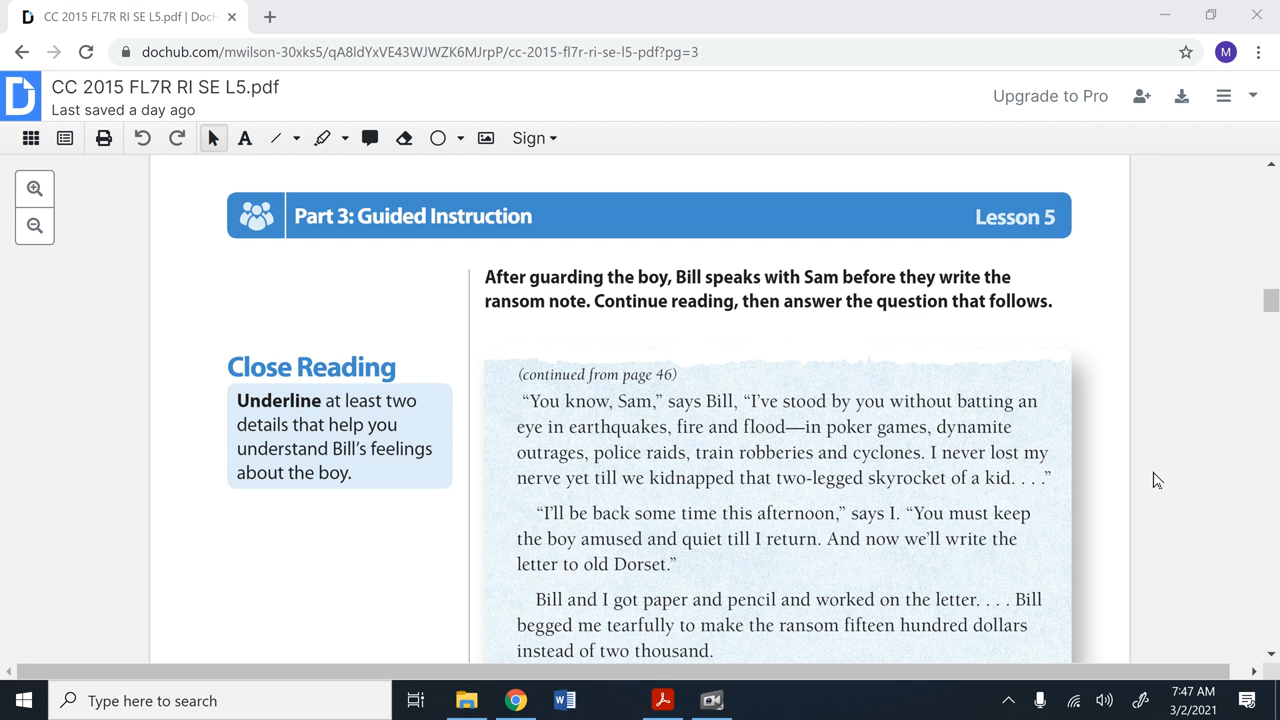 CC 2015 FL7R RI SE L5.pdf | DocH
dochub.com/mwilson-30xks5/qA8ldYxVE43WJWZK6MJrpP/cc-2015-fl7r-ri-se-l5-pdf?pg=3
M
CC 2015 FL7R RI SE L5.pdf
Last saved a day ago
Upgrade to Pro
A
Sign
Part 3: Guided Instruction
Lesson 5
After guarding the boy, Bill speaks with Sam before they write the
ransom note. Continue reading, then answer the question that follows.
Close Reading
Underline at least two
details that help you
understand Bill’s feelings
about the boy.
(continued from page 46)
“You know, Sam,” says Bill, “I’ve stood by you without batting an
eye in earthquakes, fire and flood—in poker games, dynamite
outrages, police raids, train robberies and cyclones. I never lost my
nerve yet till we kidnapped that two-legged skyrocket of a kid. . . .”
“I’ll be back some time this afternoon,” says I. “You must keep
the boy amused and quiet till I return. And now we’ll write the
letter to old Dorset.”
Bill and I got paper and pencil and worked on the letter. . . . Bill
begged me tearfully to make the ransom fifteen hundred dollars
instead of two thousand.
Type here to search
7:47 AM
3/2/2021